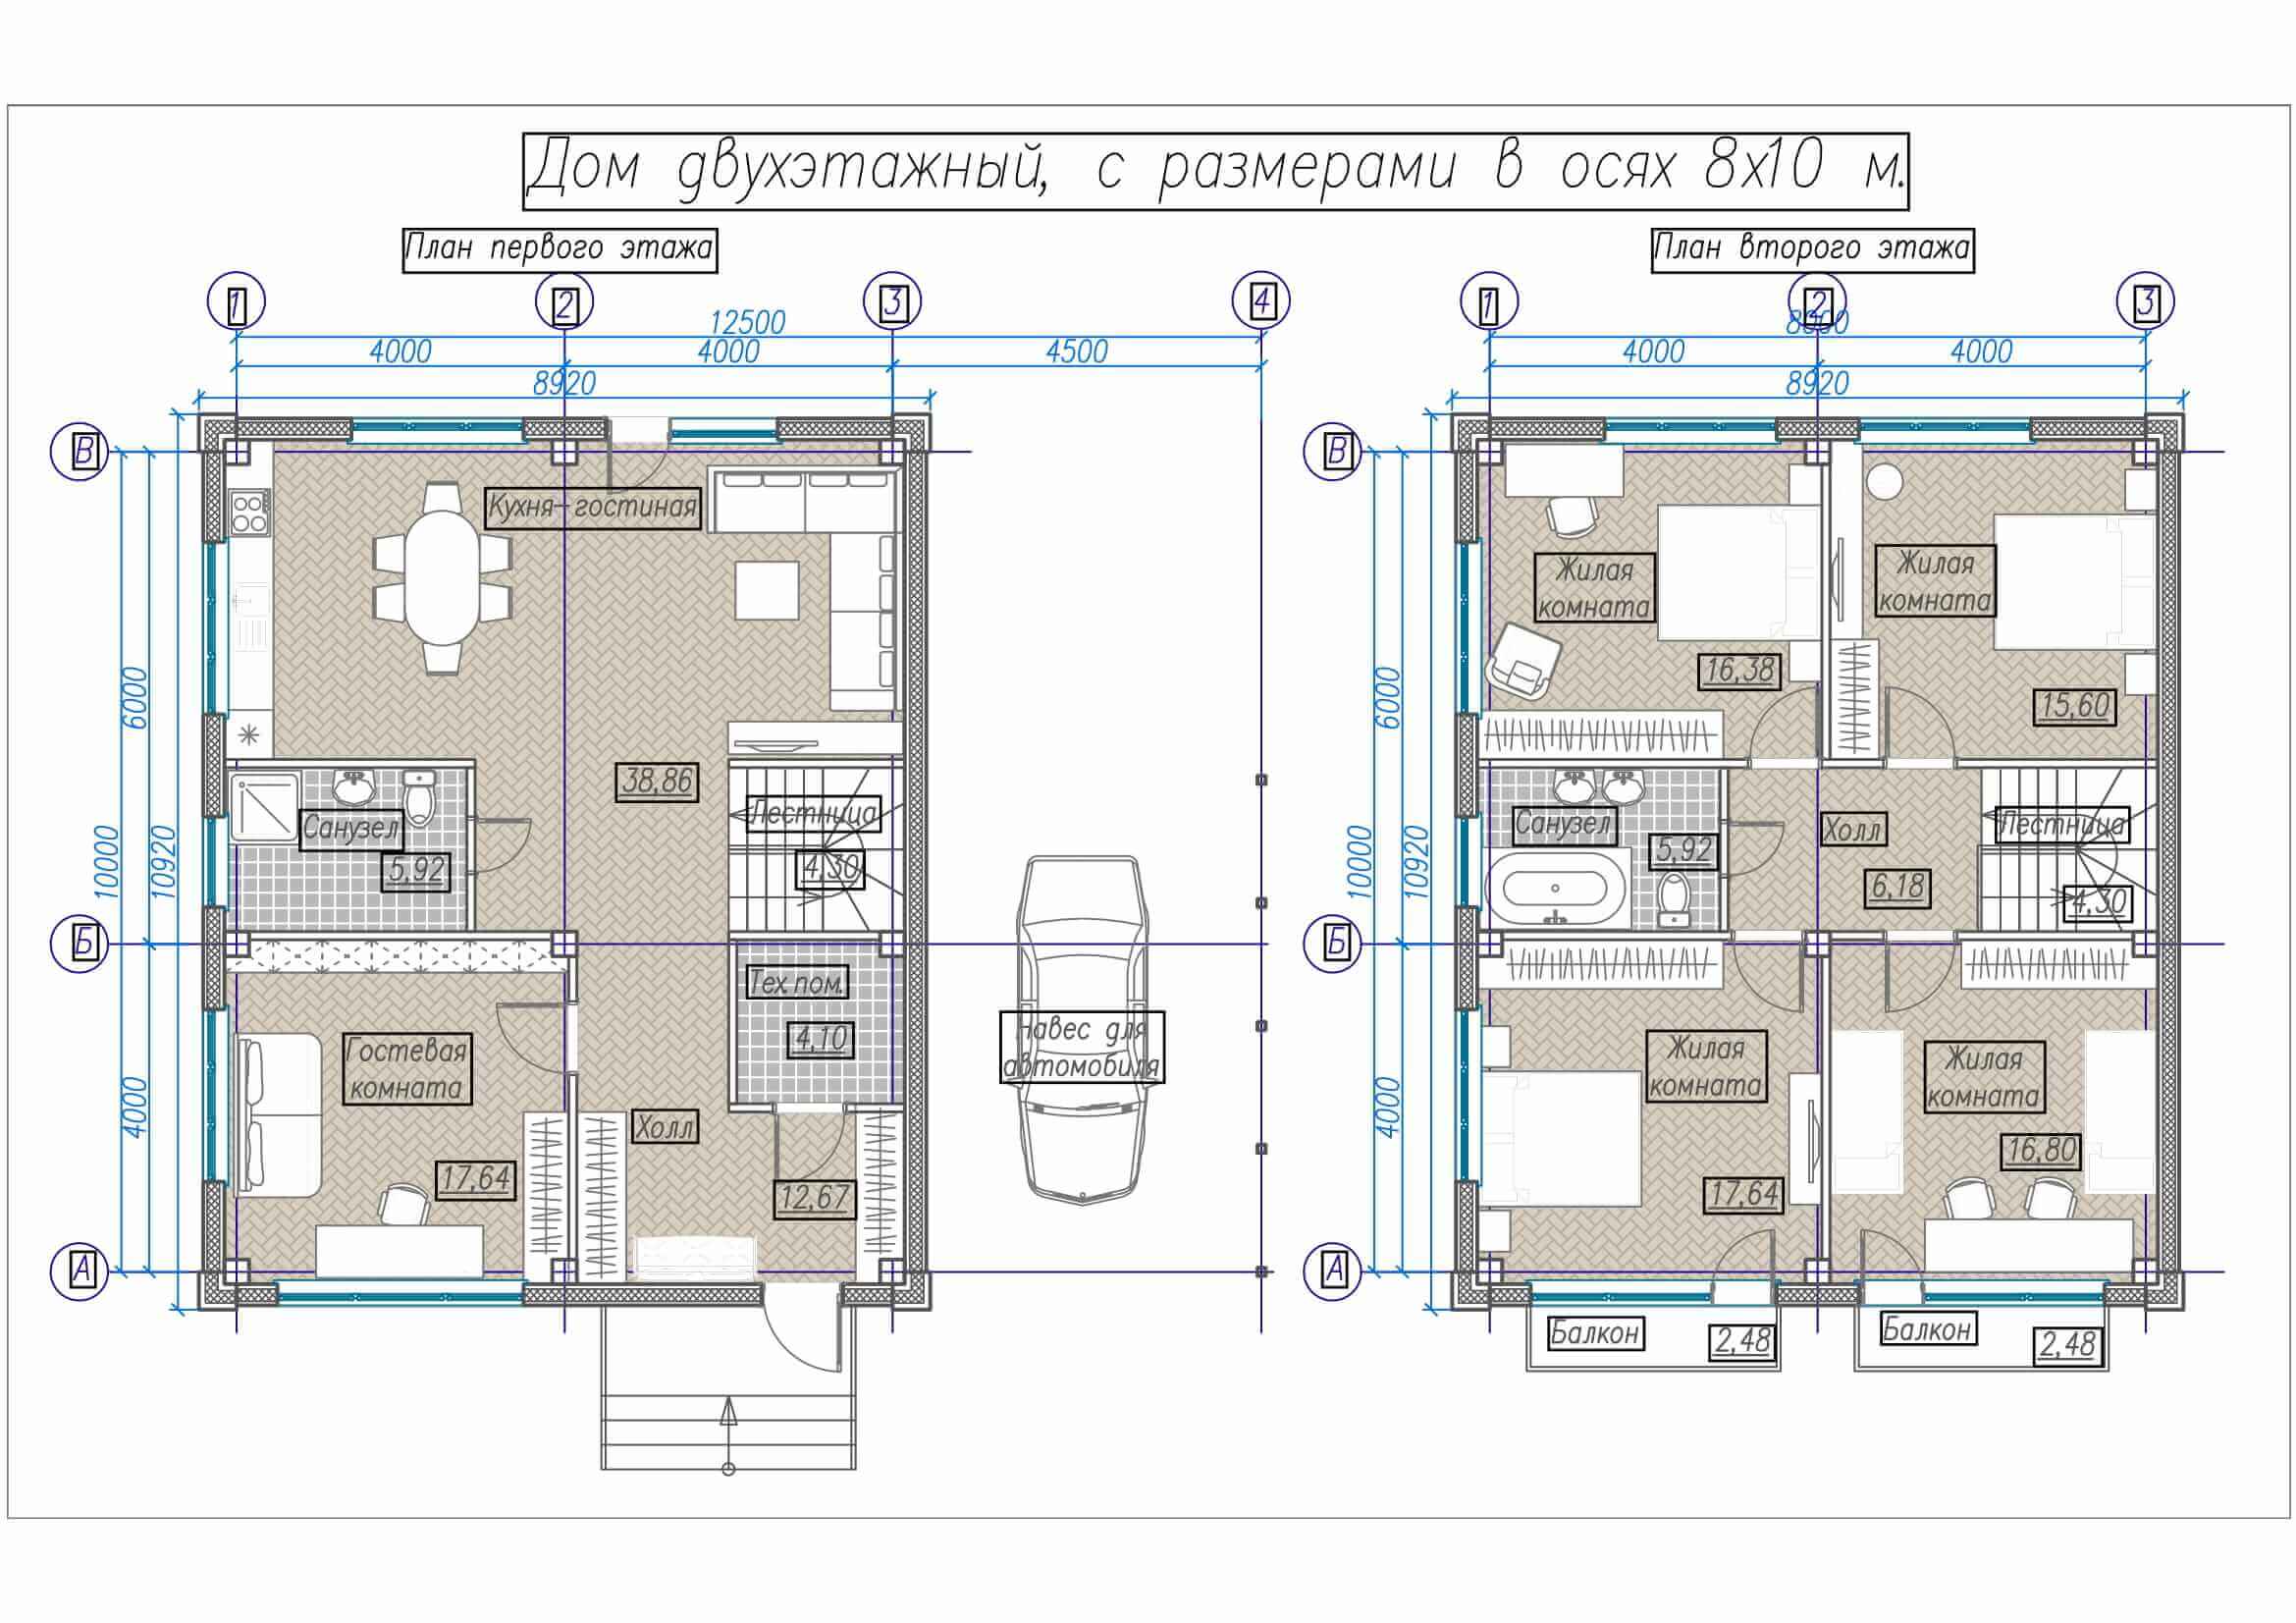 Дом двухэтажный, с размерами в осях 8х10 м.
План первого этажа
План второго этажа
1
2
3
4
12500
4000
4000
4500
8920
В
Кухня-гостиная
6000
38,86
Лестница
4,30
Санузел
5,92
10000
10920
Б
Тех.пом.
4,10
Навес для
автомобиля
Гостевая
комната
17,64
4000
Холл
12,67
А
1
2
3
8000
4000
4000
8920
В
Жилая
комната
16,38
Жилая
комната
15,60
6000
Санузел
5,92
Холл
6,18
Лестница
4,30
10000
10920
Б
Жилая
комната
17,64
Жилая
комната
16,80
4000
А
Балкон
2,48
Балкон
2,48